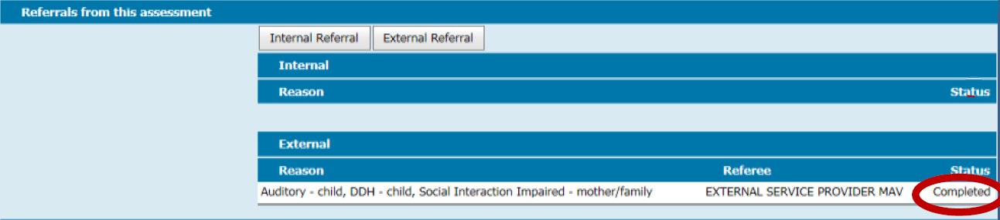 Referrals from this assessment
Internal Referral External Referral
Internal
Reason Status
External
Reason Referee Status
Auditory - child, DDH - child, Social Interaction Impaired - mother/family EXTERNAL SERVICE PROVIDER MAV Completed